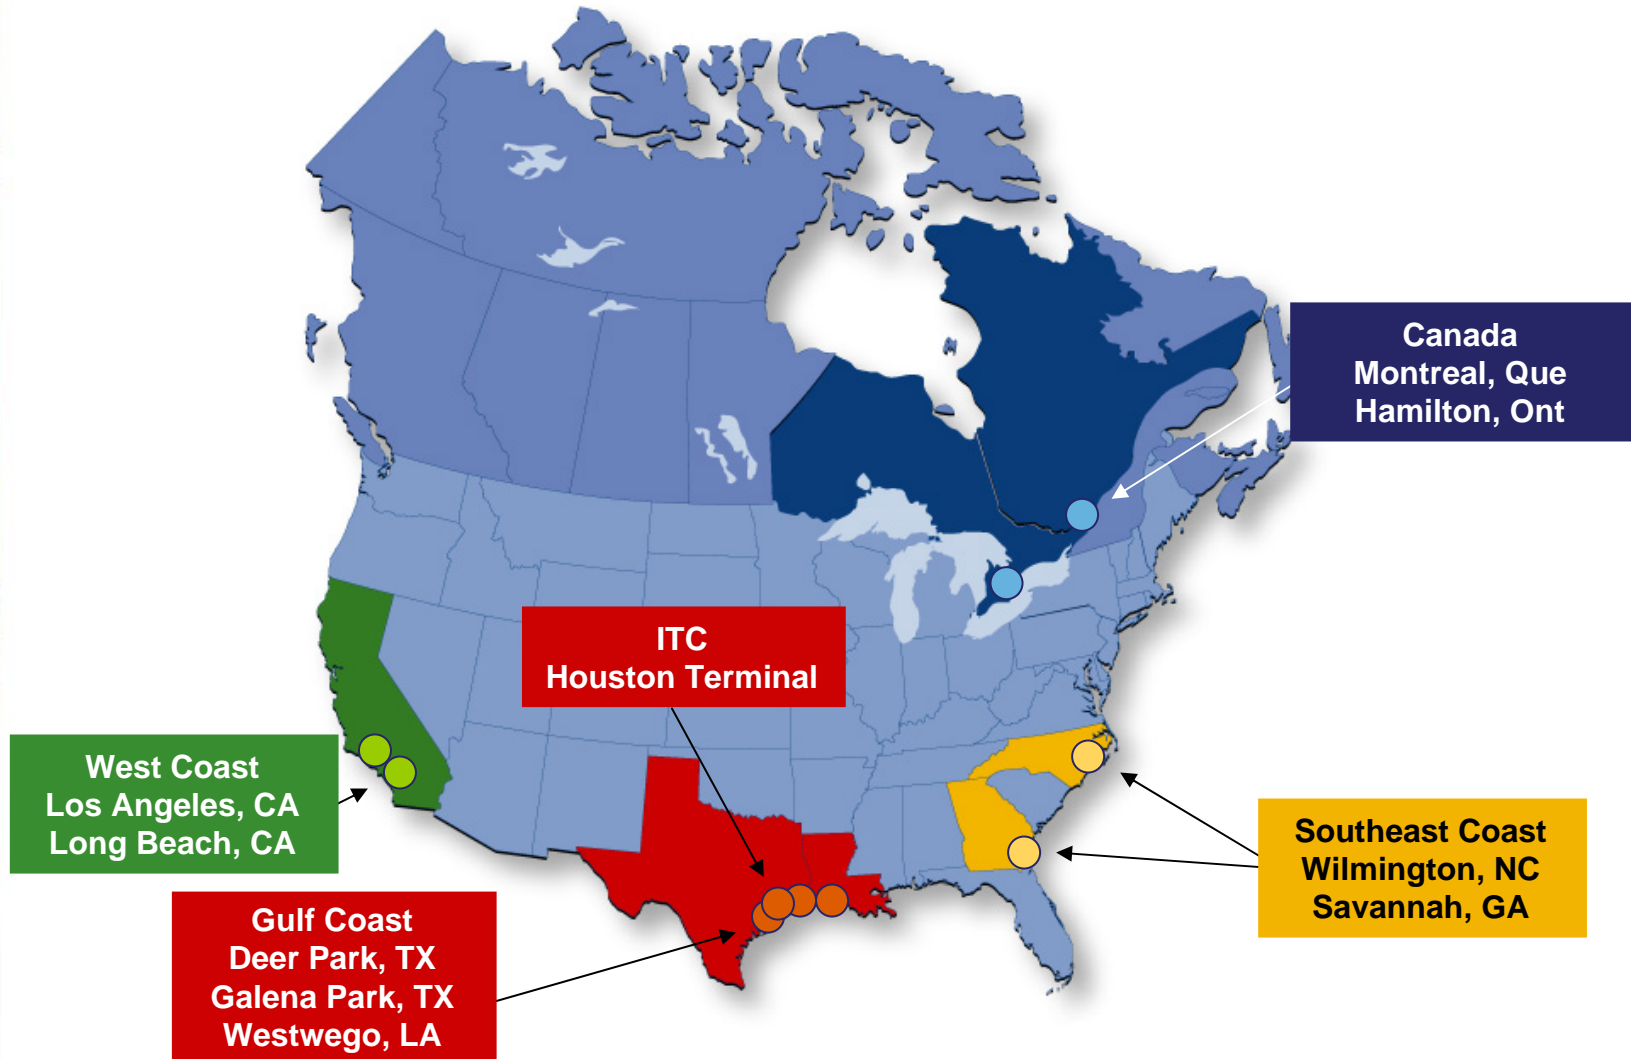 Canada
Montreal, Que
Hamilton, Ont
ITC
Houston Terminal
West Coast
Los Angeles, CA
Long Beach, CA
Southeast Coast
Wilmington, NC
Savannah, GA
Gulf Coast
Deer Park, TX
Galena Park, TX
Westwego, LA